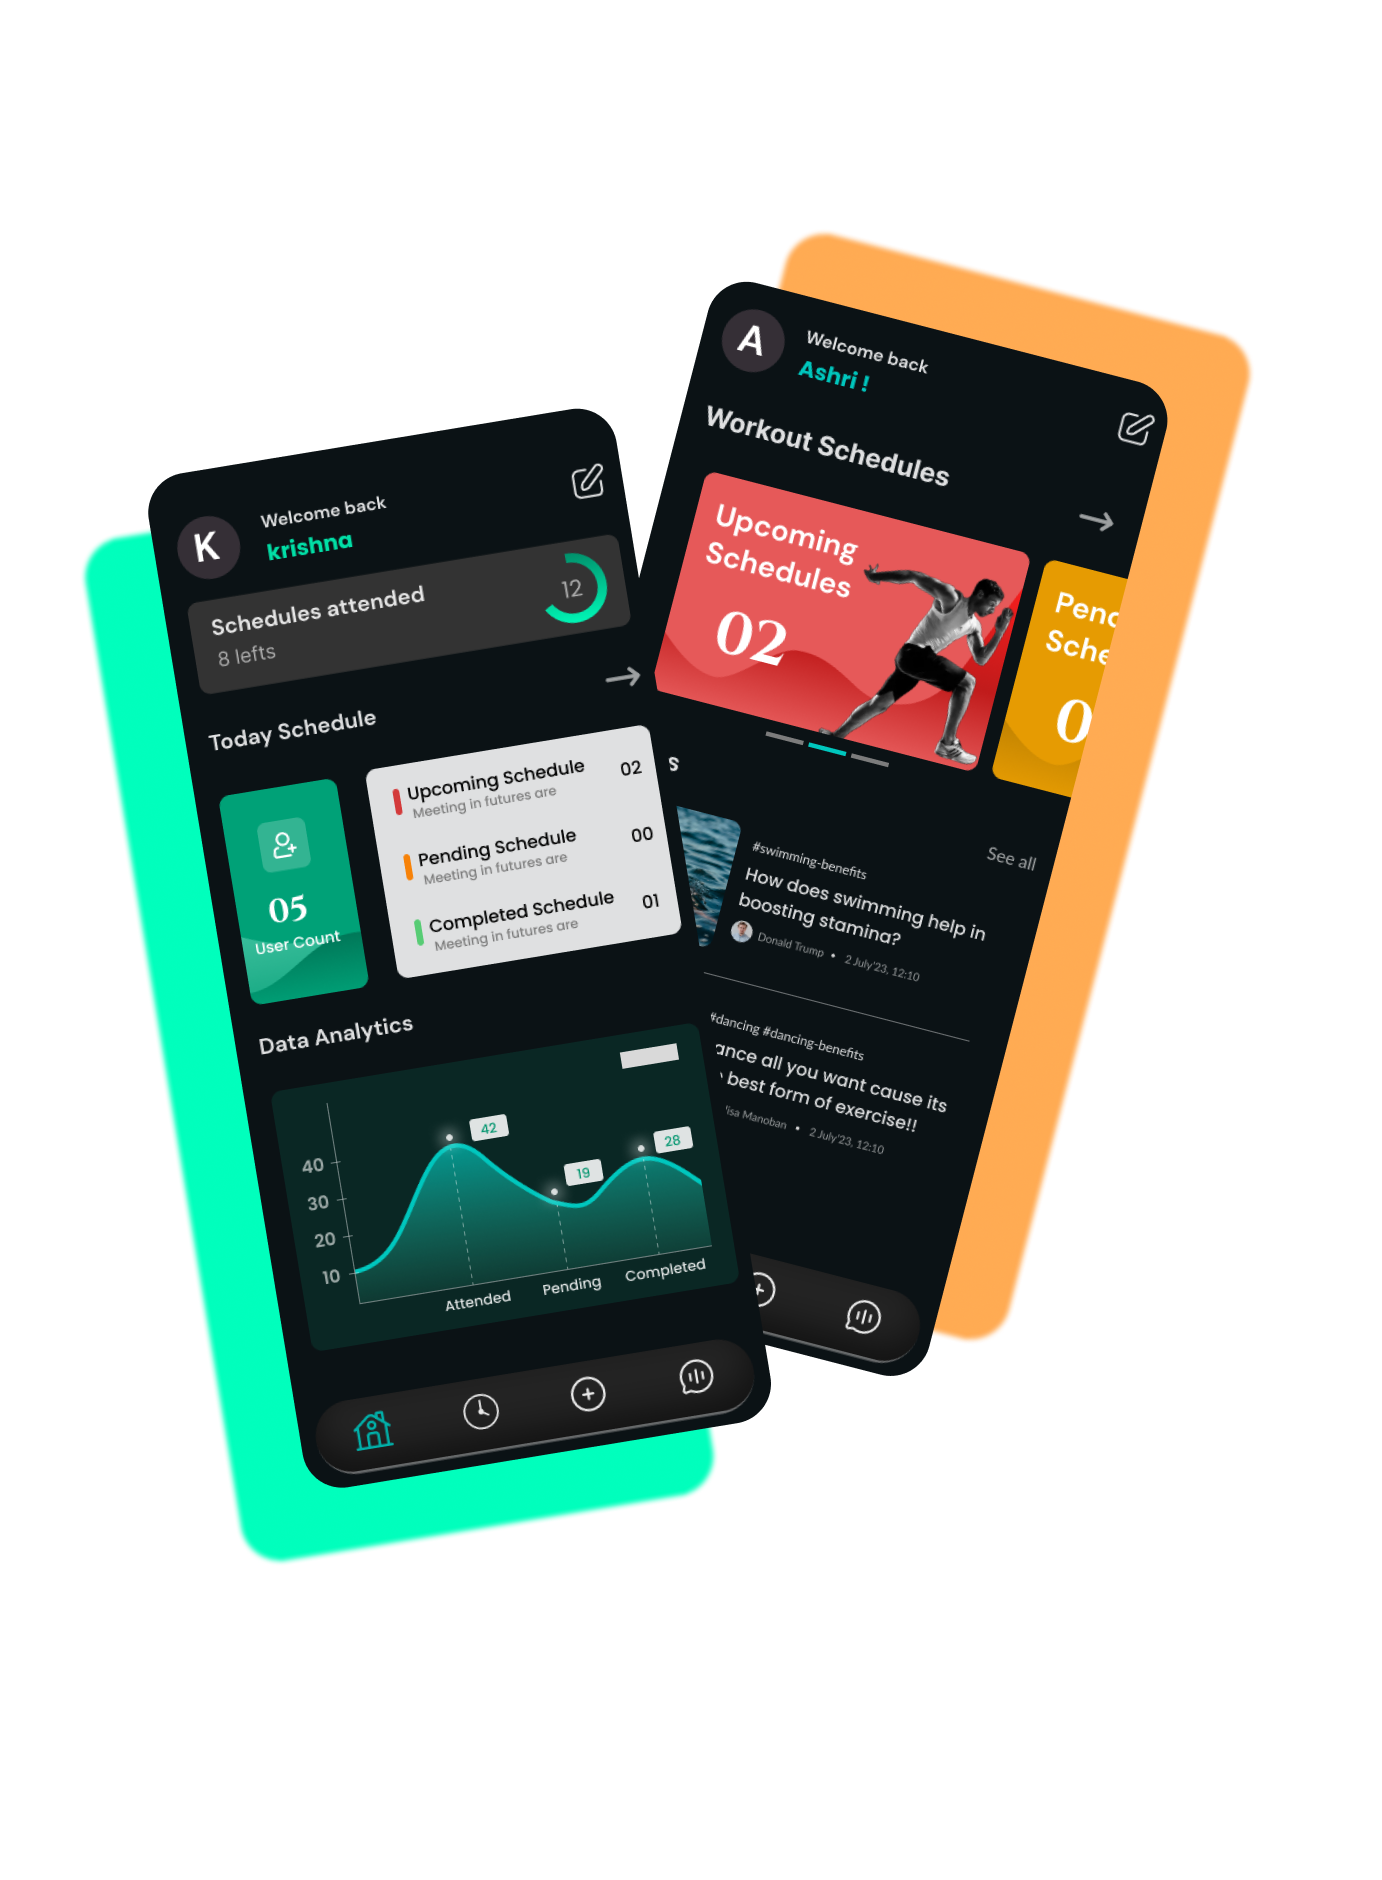 K
Welcome back
krishna
Schedules attended
8 lefts
12
Today Schedule
05
User Count
Upcoming Schedule
Meeting in futures are
02
Pending Schedule
Meeting in futures are
00
Completed Schedule
Meeting in futures are
01
Data Analytics
42
19
28
40
30
20
10
Attended
Pending
Completed
A
Welcome back
Ashri !
Workout Schedules
Upcoming
Schedules
02
Pend
Sche
0
s
See all
#swimming-benefits
How does swimming help in
boosting stamina?
Donald Trump • 2 July'23, 12:10
#dancing #dancing-benefits
ance all you want cause its
best form of exercise!!
isa Manoban • 2 July'23, 12:10